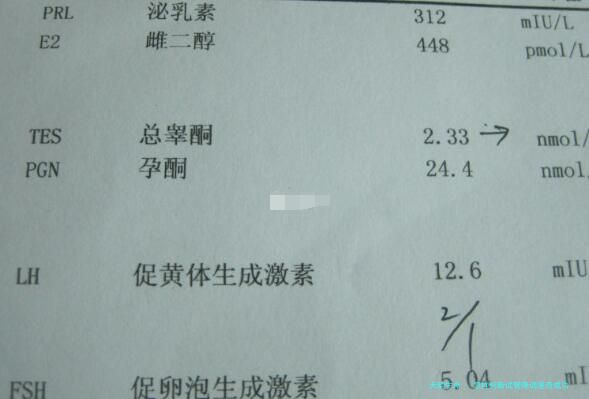 PRL 泌乳素 312 mIU/L
E2 雌二醇 448 pmol/L
TES 总睾酮 2.33 → nmol/
PGN 孕酮 24.4 nmol/
LH 促黄体生成激素 12.6 mIU
2/1
FSH 促卵泡生成激素 5.04 mI